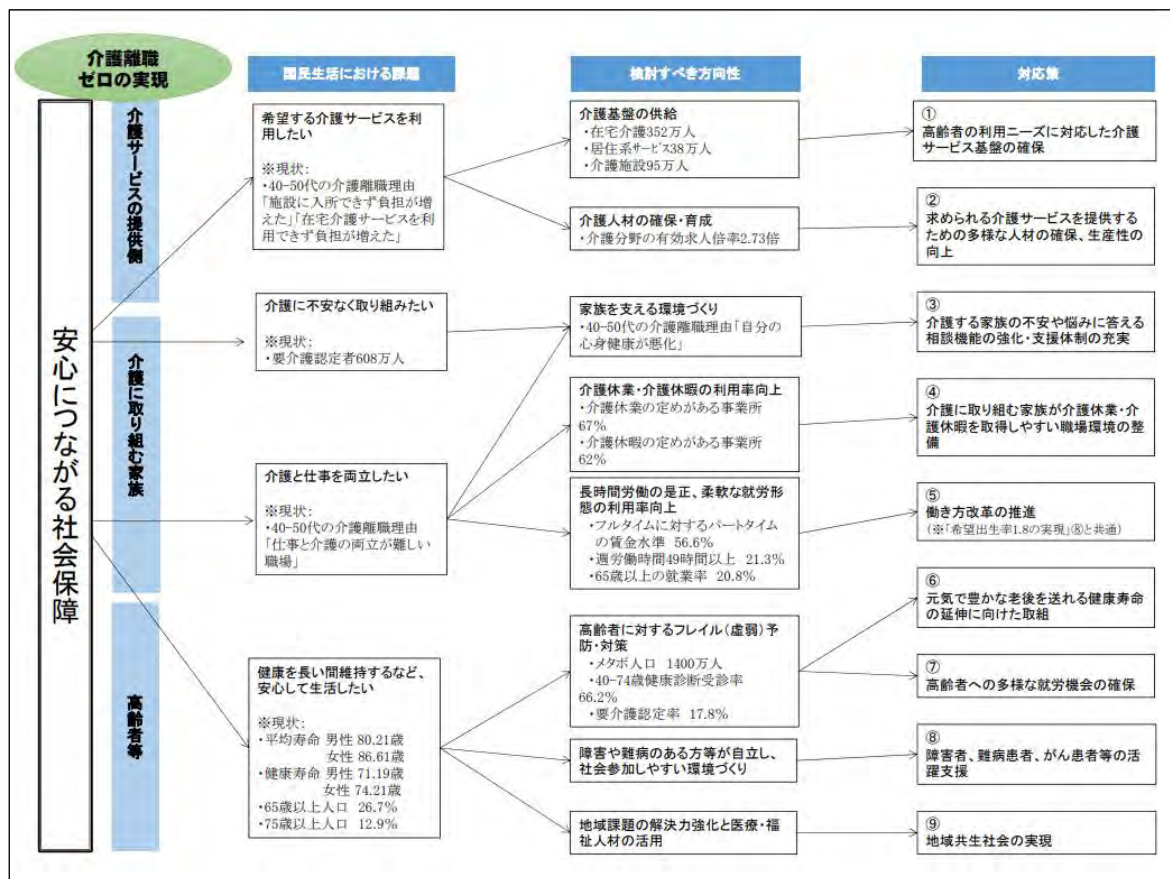 介護離職
ゼロの実現
国民生活における課題
検討すべき方向性
対応策
安心につながる社会保障
介護サービスの提供側
介護に取り組む家族
高齢者等
希望する介護サービスを利
用したい
※現状:
・40-50代の介護離職理由
「施設に入所できず負担が増
えた」「在宅介護サービスを利
用できず負担が増えた」
介護に不安なく取り組みたい
※現状:
・要介護認定者608万人
介護と仕事を両立したい
※現状:
・40-50代の介護離職理由
「仕事と介護の両立が難しい
職場」
健康を長い間維持するなど、
安心して生活したい
※現状:
・平均寿命 男性 80.21歳
女性 86.61歳
・健康寿命 男性 71.19歳
女性 74.21歳
・65歳以上人口 26.7%
・75歳以上人口 12.9%
介護基盤の供給
・在宅介護352万人
・居住系サービス38万人
・介護施設95万人
介護人材の確保・育成
・介護分野の有効求人倍率2.73倍
家族を支える環境づくり
・40-50代の介護離職理由「自分の
心身健康が悪化」
介護休業・介護休暇の利用率向上
・介護休業の定めがある事業所
67%
・介護休暇の定めがある事業所
62%
長時間労働の是正、柔軟な就労形
態の利用率向上
・フルタイムに対するパートタイム
の賃金水準 56.6%
・週労働時間49時間以上 21.3%
・65歳以上の就業率 20.8%
高齢者に対するフレイル(虚弱)予
防・対策
・メタボ人口 1400万人
・40-74歳健康診断受診率
66.2%
・要介護認定率 17.8%
障害や難病のある方等が自立し、
社会参加しやすい環境づくり
地域課題の解決力強化と医療・福
祉人材の活用
①
高齢者の利用ニーズに対応した介護
サービス基盤の確保
②
求められる介護サービスを提供する
ための多様な人材の確保、生産性の
向上
③
介護する家族の不安や悩みに答える
相談機能の強化・支援体制の充実
④
介護に取り組む家族が介護休業・介
護休暇を取得しやすい職場環境の整
備
⑤
働き方改革の推進
(※「希望出生率1.8の実現」⑧と共通)
⑥
元気で豊かな老後を送れる健康寿命
の延伸に向けた取組
⑦
高齢者への多様な就労機会の確保
⑧
障害者、難病患者、がん患者等の活
躍支援
⑨
地域共生社会の実現